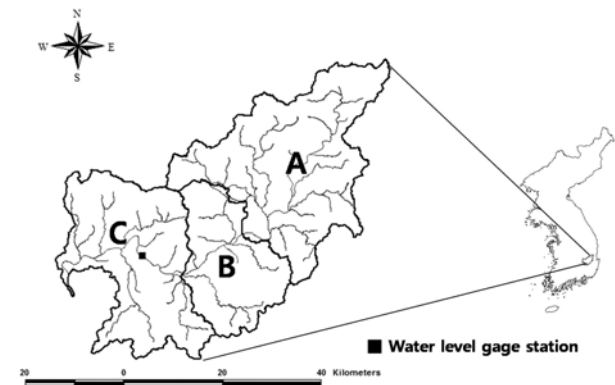 N
W E
S
A
C
B
■ Water level gage station
20 0 20 40 Kilometers